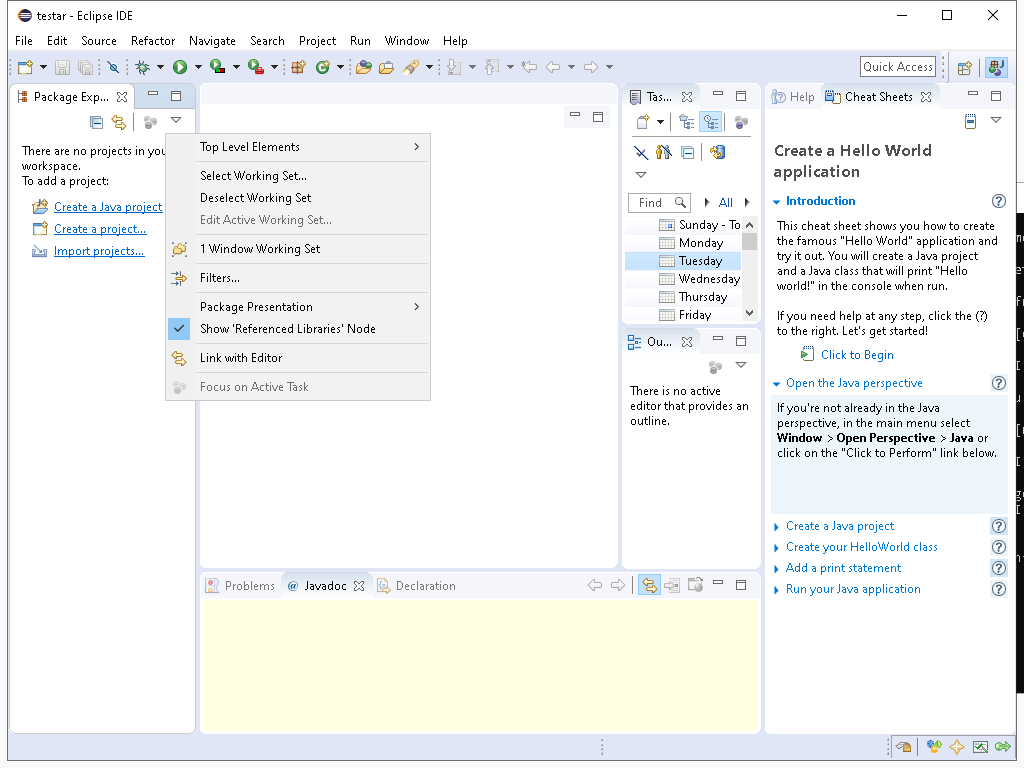 testar - Eclipse IDE
File Edit Source Refactor Navigate Search Project Run Window Help
Quick Access
Package Exp...
There are no projects in you
workspace.
To add a project:
Create a Java project
Create a project...
Import projects...
Top Level Elements
Select Working Set...
Deselect Working Set
Edit Active Working Set...
1 Window Working Set
Filters...
Package Presentation
Show 'Referenced Libraries' Node
Link with Editor
Focus on Active Task
Tas...
Find
All
Sunday - To
Monday
Tuesday
Wednesday
Thursday
Friday
Ou...
There is no active
editor that provides an
outline.
Problems
@ Javadoc
Declaration
Help
Cheat Sheets
Create a Hello World
application
Introduction
This cheat sheet shows you how to create
the famous "Hello World" application and
try it out. You will create a Java project
and a Java class that will print "Hello
world!" in the console when run.
If you need help at any step, click the (?)
to the right. Let's get started!
Click to Begin
Open the Java perspective
If you're not already in the Java
perspective, in the main menu select
Window > Open Perspective > Java or
click on the "Click to Perform" link below.
Create a Java project
Create your HelloWorld class
Add a print statement
Run your Java application